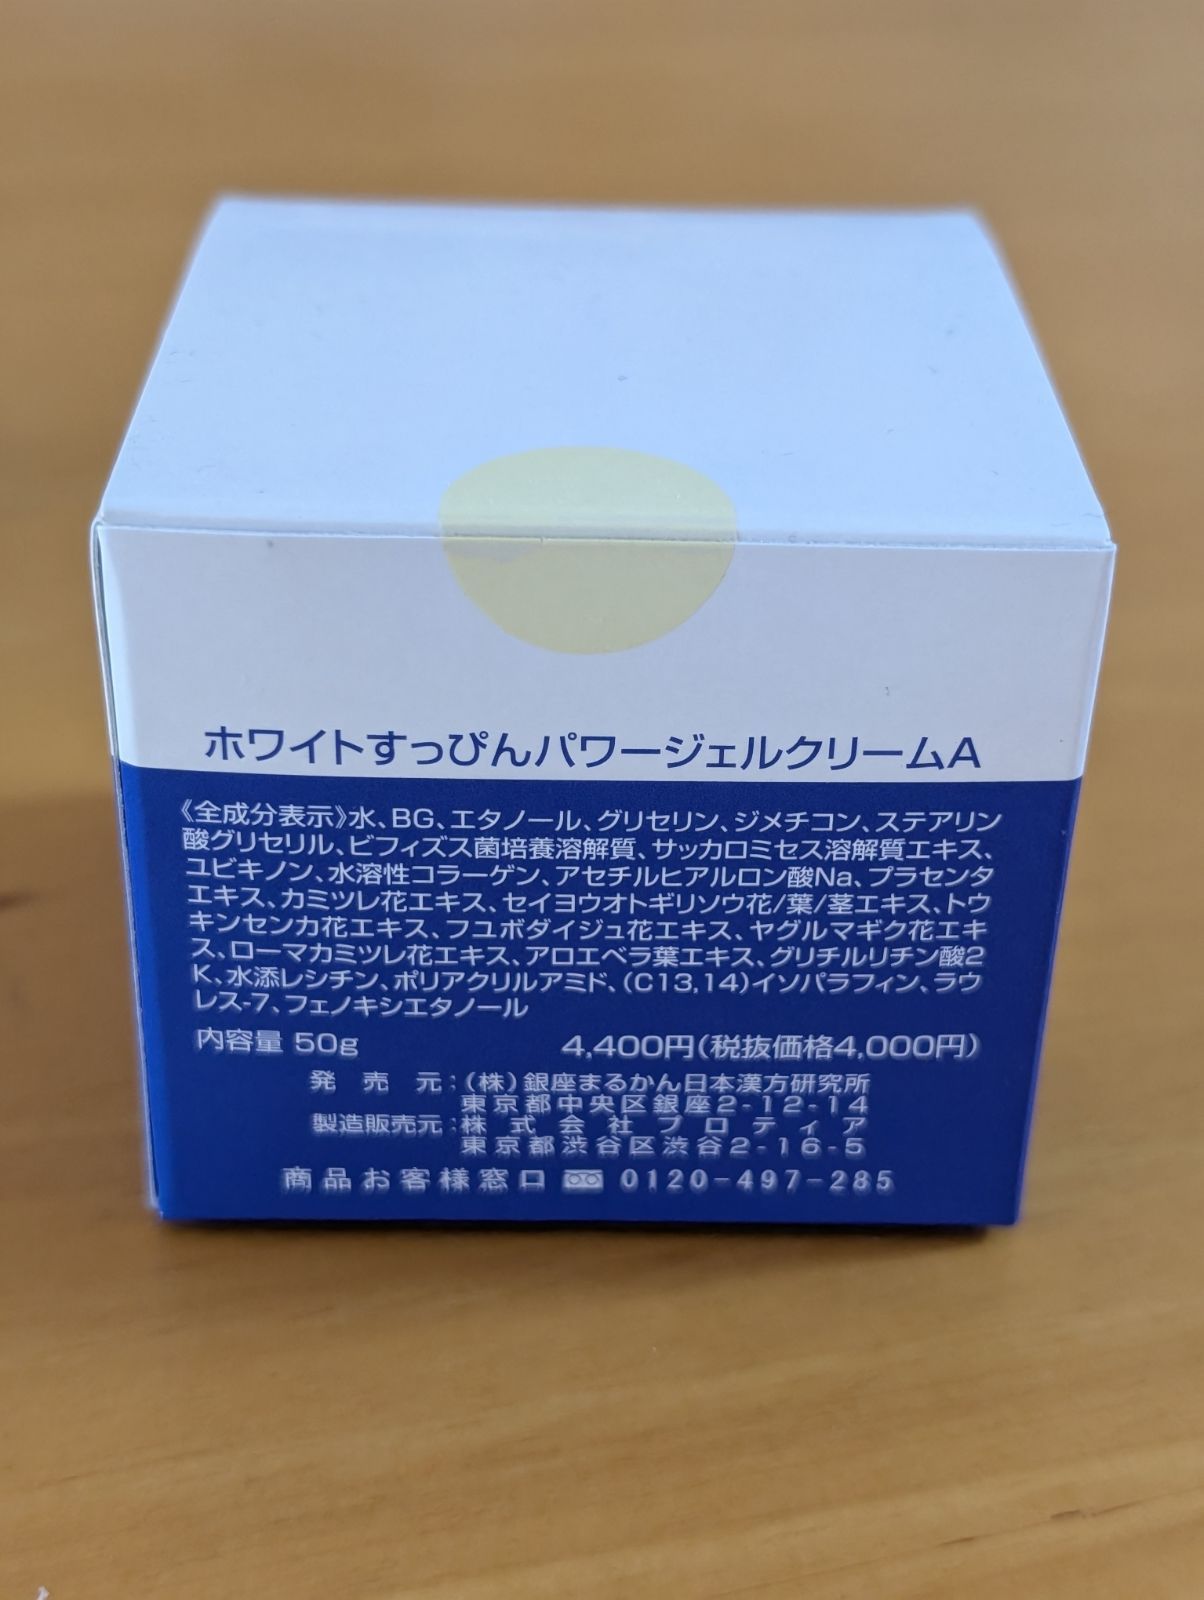 ホワイトすっぴんパワージェルクリームA
《全成分表示》水、BG、エタノール、グリセリン、ジメチコン、ステアリン
酸グリセリル、ビフィズス菌培養溶解質、サッカロミセス溶解質エキス、
ユビキノン、水溶性コラーゲン、アセチルヒアルロン酸Na、プラセンタ
エキス、カミツレ花エキス、セイヨウオトギリソウ花/葉/茎エキス、トウ
キンセンカ花エキス、フユボダイジュ花エキス、ヤグルマギク花エキ
ス、ローマカミツレ花エキス、アロエベラ葉エキス、グリチルリチン酸2
K、水添レシチン、ポリアクリルアミド、(C13,14)イソパラフィン、ラウ
レス-7、フェノキシエタノール
内容量 50g 4,400円(税抜価格4,000円)
発売元:(株)銀座まるかん日本漢方研究所
東京都中央区銀座2-12-14
製造販売元:株式会社プロティア
東京都渋谷区渋谷2-16-5
商品お客様窓口 0120-497-285